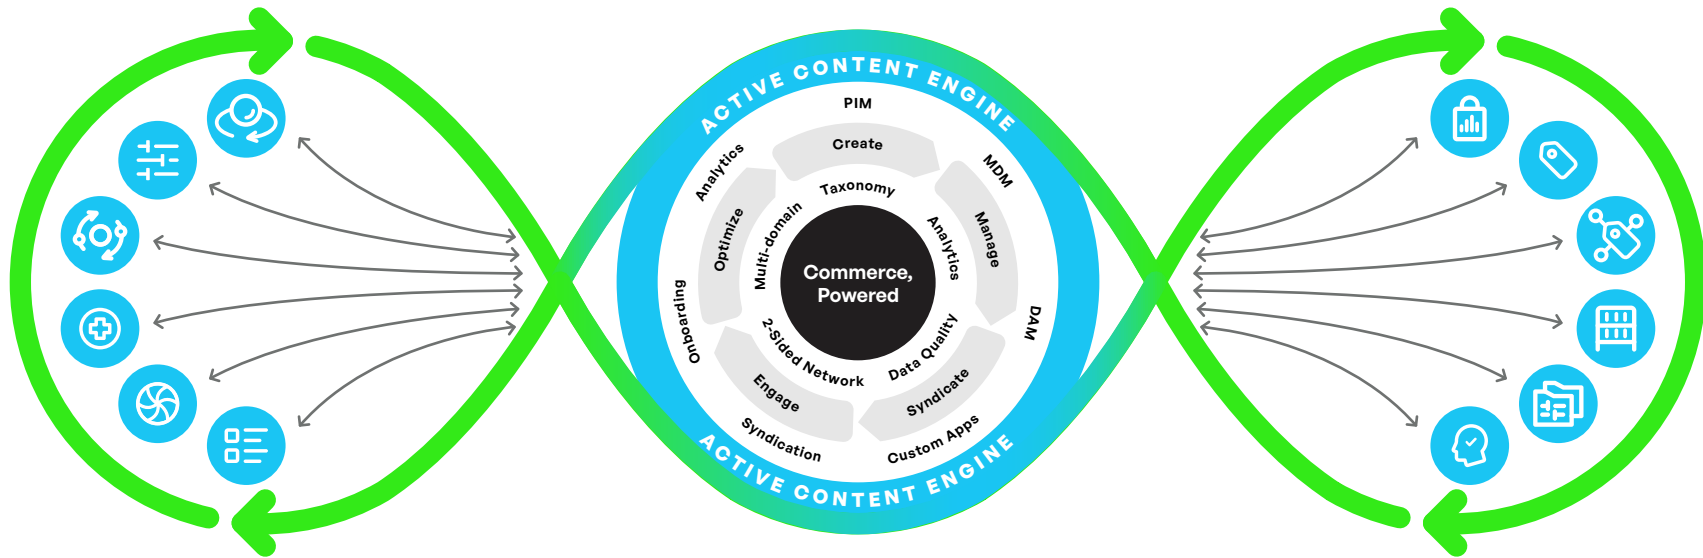 ACTIVE CONTENT ENGINE
PIM
MDM
DAM
Custom Apps
Syndication
Onboarding
Analytics
Create
Manage
Syndicate
Engage
Optimize
Taxonomy
Analytics
Data Quality
2-Sided Network
Multi-domain
Commerce,
Powered
ACTIVE CONTENT ENGINE